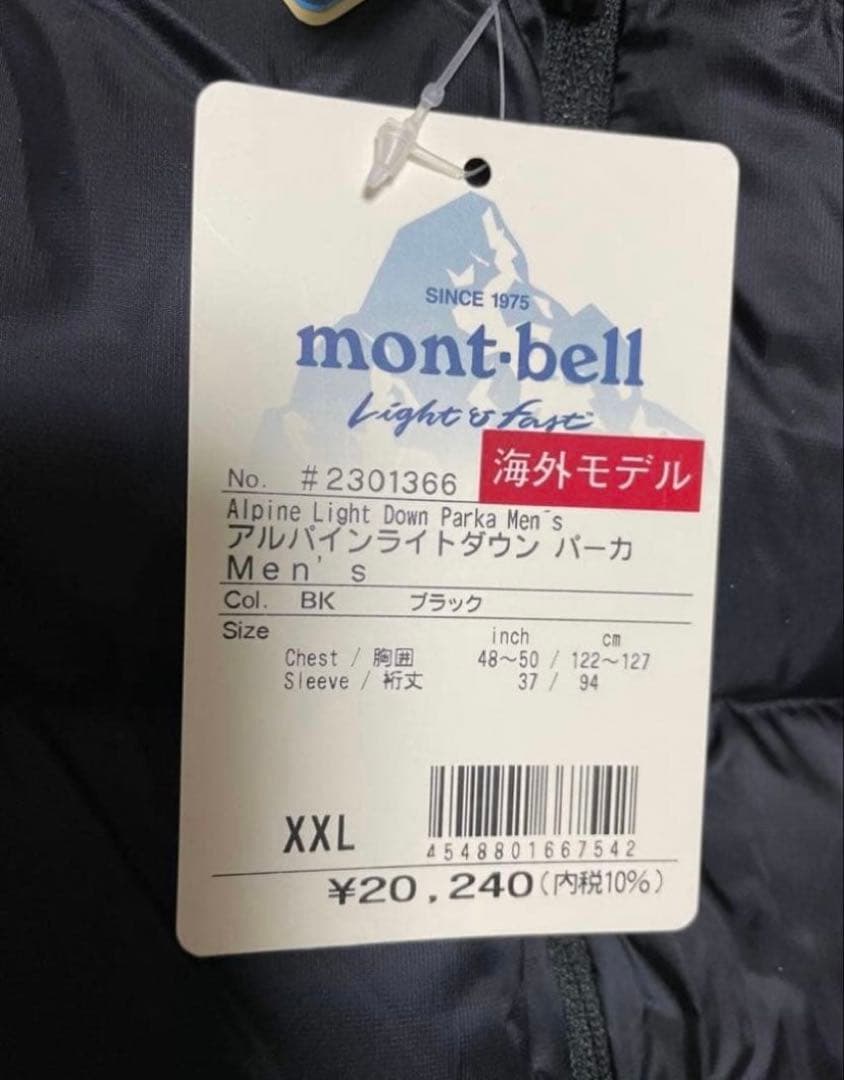 SINCE 1975
mont·bell
Light & fast
海外モデル
No. #2301366
Alpine Light Down Parka Men´s
アルパインライトダウン パーカ
Men's
Col. BK ブラック
Size inch cm
Chest / 胸囲 48～50 / 122～127
Sleeve / 裄丈 37 / 94
XXL
4548801667542
¥20,240(内税10%)